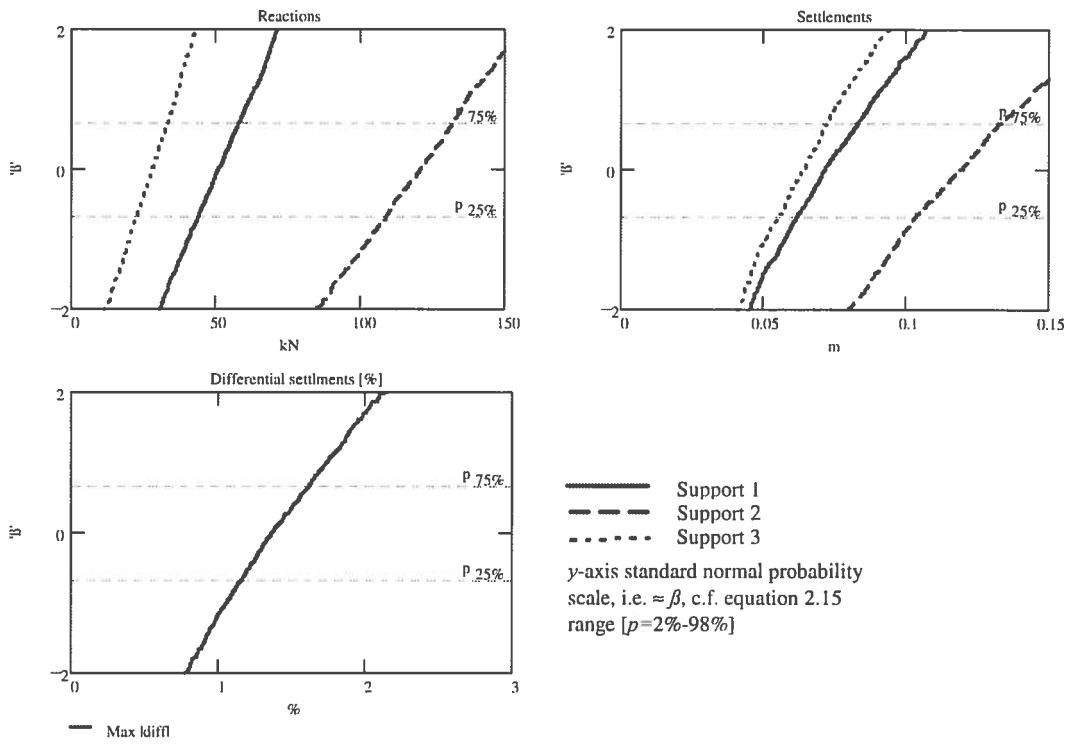 Reactions
2
'β'
0
−2
p 75%
p 25%
0
50
100
150
kN
Settlements
2
'β'
0
−2
p 75%
p 25%
0
0.05
0.1
0.15
m
Differential settlments [%]
2
'β'
0
−2
p 75%
p 25%
0
1
2
3
%
Max |diff|
Support 1
Support 2
Support 3
y-axis standard normal probability
scale, i.e. ≈ β, c.f. equation 2.15
range [p=2%-98%]